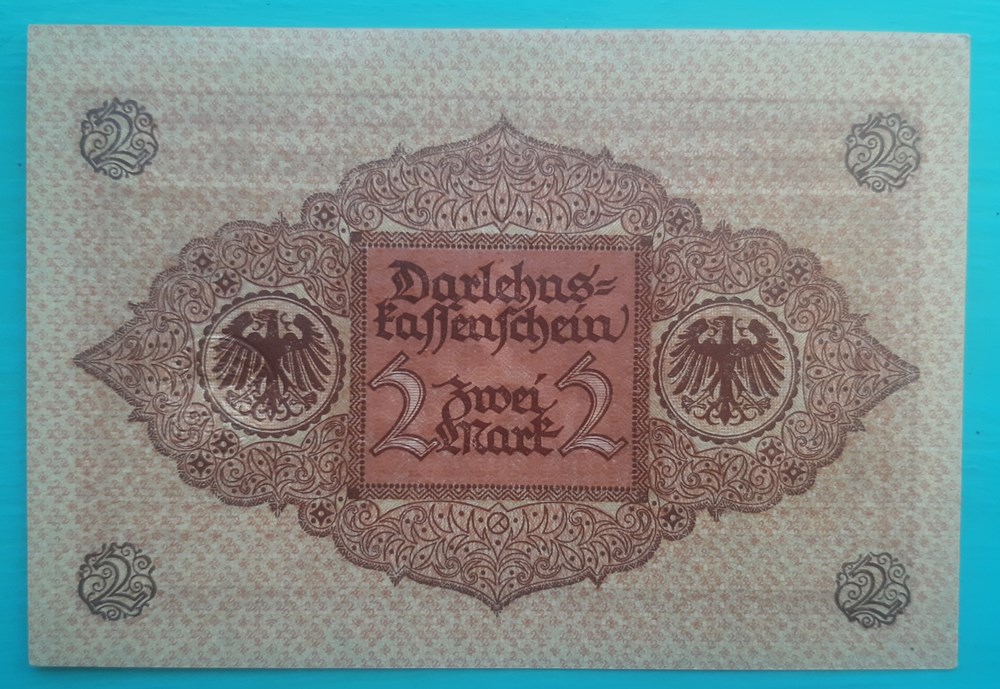 2 2
Darlehns=
kassenschein
2 Zwei 2
Mark
2 2